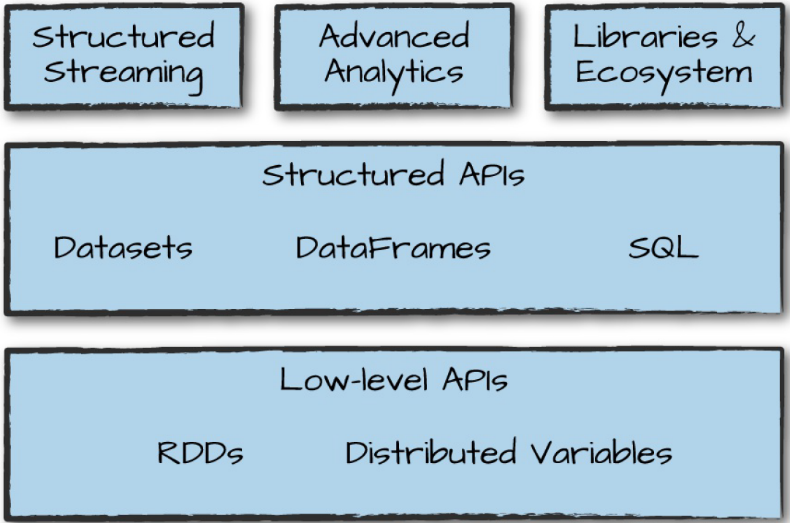 Structured
Streaming
Advanced
Analytics
Libraries &
Ecosystem
Structured APIs
Datasets DataFrames SQL
Low-level APIs
RDDs Distributed Variables